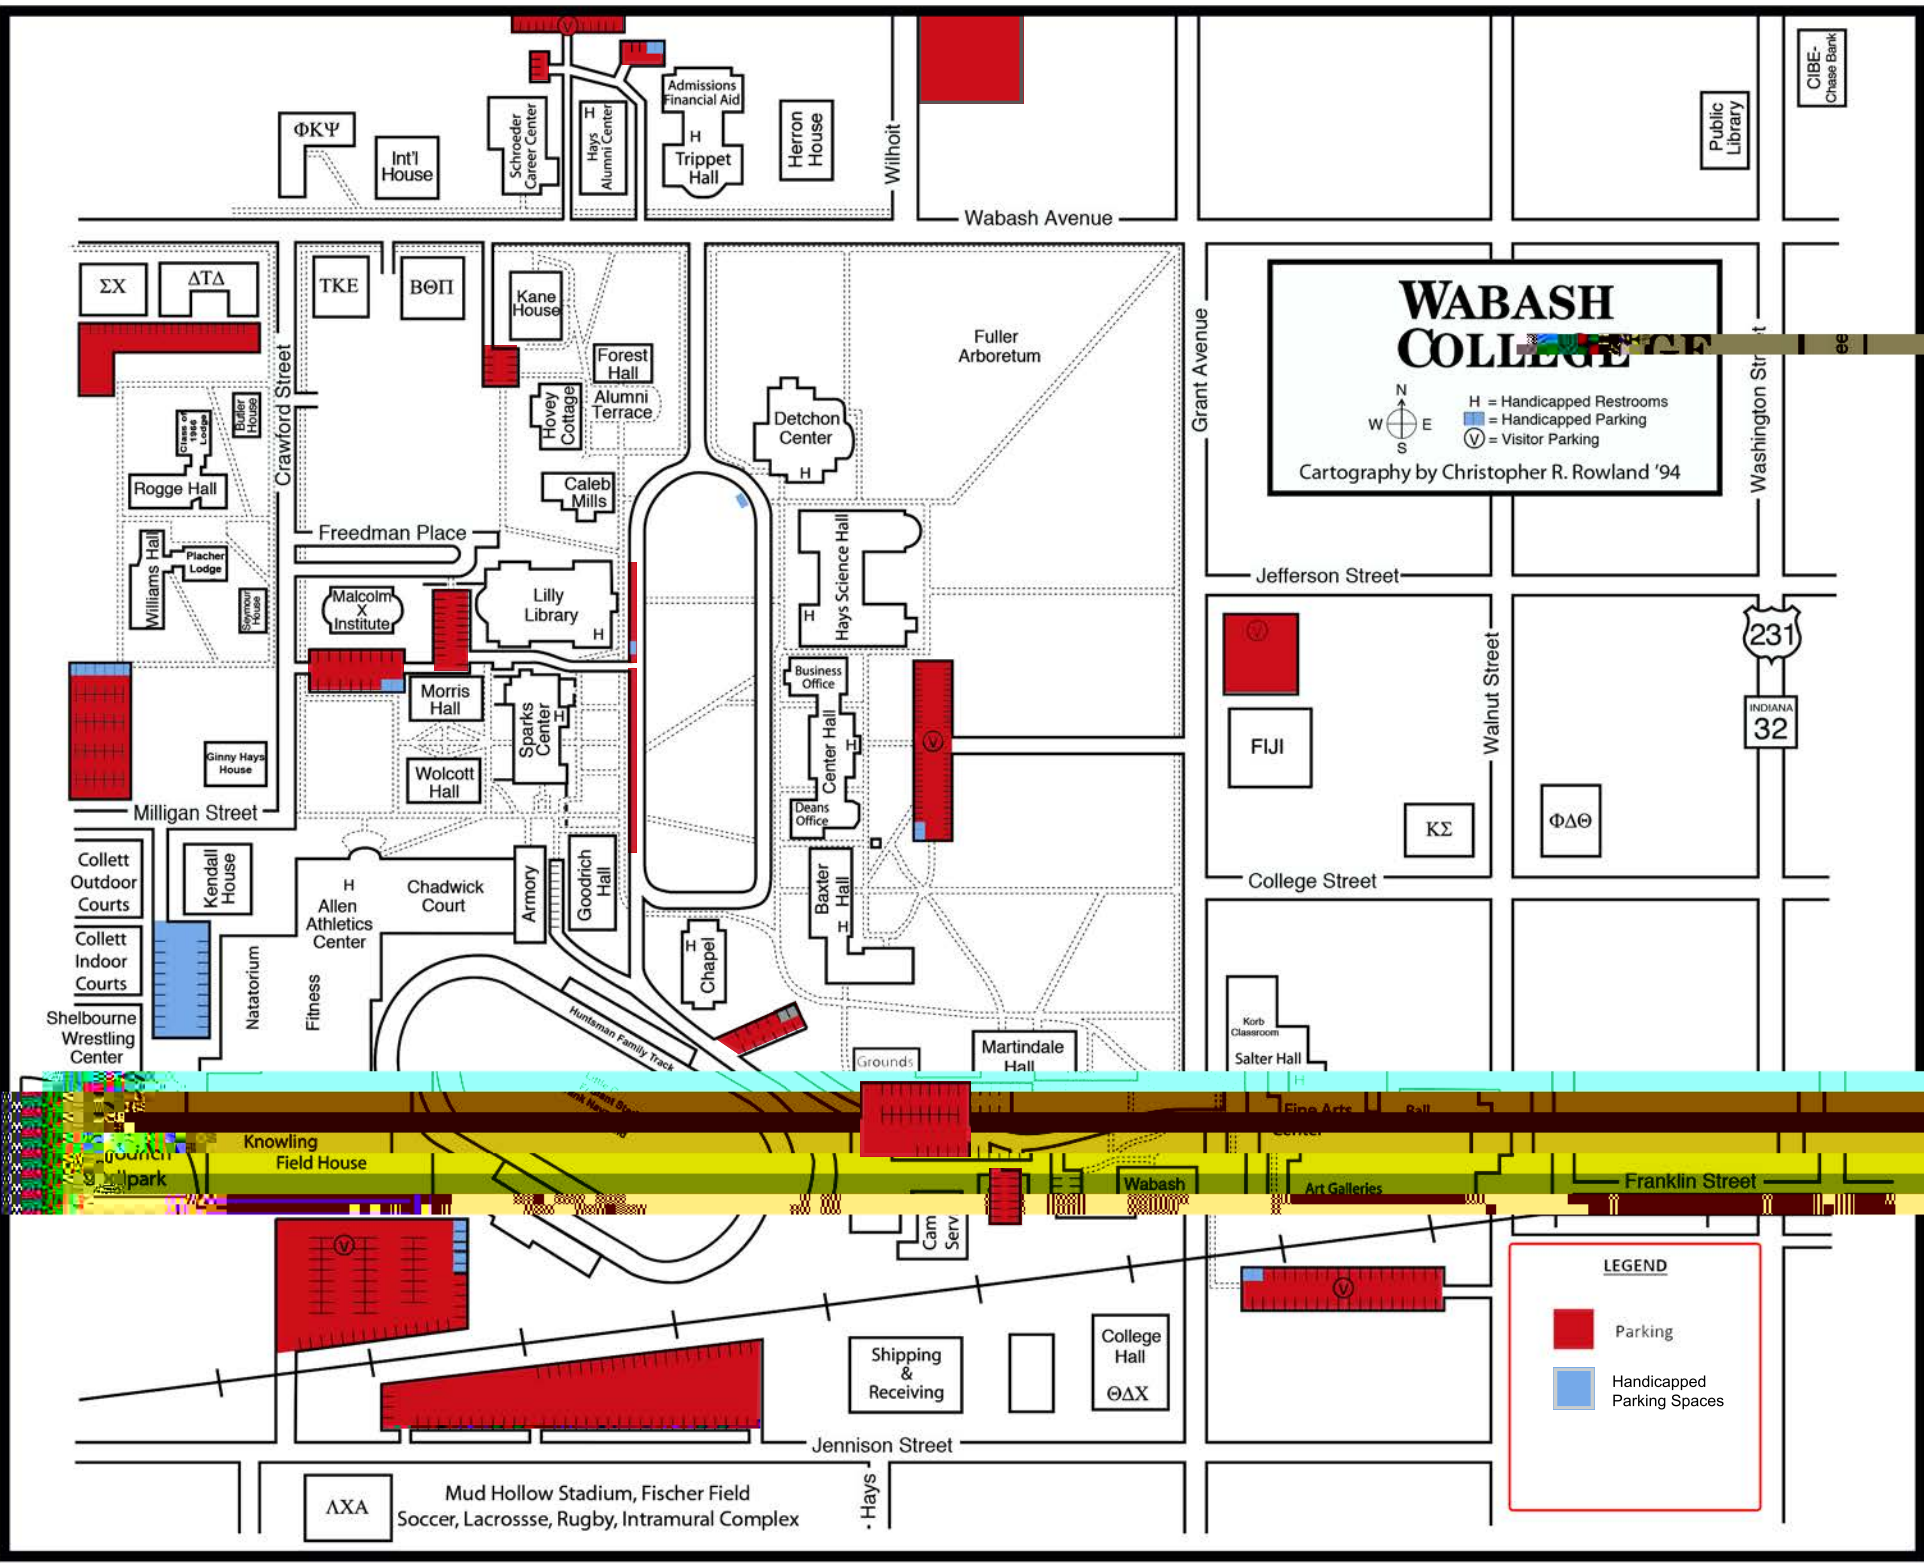 V
Admissions
Financial Aid
H
Trippet
Hall
Schroeder
Career Center
H
Hays
Alumni Center
Herron
House
Wilhoit
ΦΚΨ
Int'l
House
Public
Library
CIBE-
Chase Bank
Wabash Avenue
ΣΧ
ΔΤΔ
ΤΚΕ
ΒΘΠ
Kane
House
Forest
Hall
Alumni
Terrace
Hovey
Cottage
Caleb
Mills
Fuller
Arboretum
Detchon
Center
H
Grant Avenue
Crawford Street
WABASH
COLLEGE
N
W E
S
H = Handicapped Restrooms
= Handicapped Parking
V = Visitor Parking
Cartography by Christopher R. Rowland '94
Washington Street
Butler
House
Class of
1966
Lodge
Rogge Hall
Williams Hall
Placher
Lodge
Seymour
House
Freedman Place
Malcolm
X
Institute
Lilly
Library
H
Hays Science Hall
H
Jefferson Street
231
INDIANA
32
Walnut Street
V
FIJI
ΚΣ
ΦΔΘ
Morris
Hall
Sparks
Center
H
Wolcott
Hall
Business
Office
Center Hall
H
Deans
Office
V
Ginny Hays
House
Milligan Street
Collett
Outdoor
Courts
Kendall
House
H
Allen
Athletics
Center
Chadwick
Court
Armory
Goodrich
Hall
Baxter
Hall
H
College Street
Collett
Indoor
Courts
Natatorium
Fitness
H
Chapel
Shelbourne
Wrestling
Center
Huntsman Family Track
Grounds
Martindale
Hall
Korb
Classroom
Salter Hall
H
Fine Arts
Center
Ball
Knowling
Field House
Wabash
Art Galleries
Franklin Street
V
V
LEGEND
Parking
Handicapped
Parking Spaces
Shipping
&
Receiving
College
Hall
ΘΔΧ
Jennison Street
ΛΧΑ
Mud Hollow Stadium, Fischer Field
Soccer, Lacrossse, Rugby, Intramural Complex
Hays